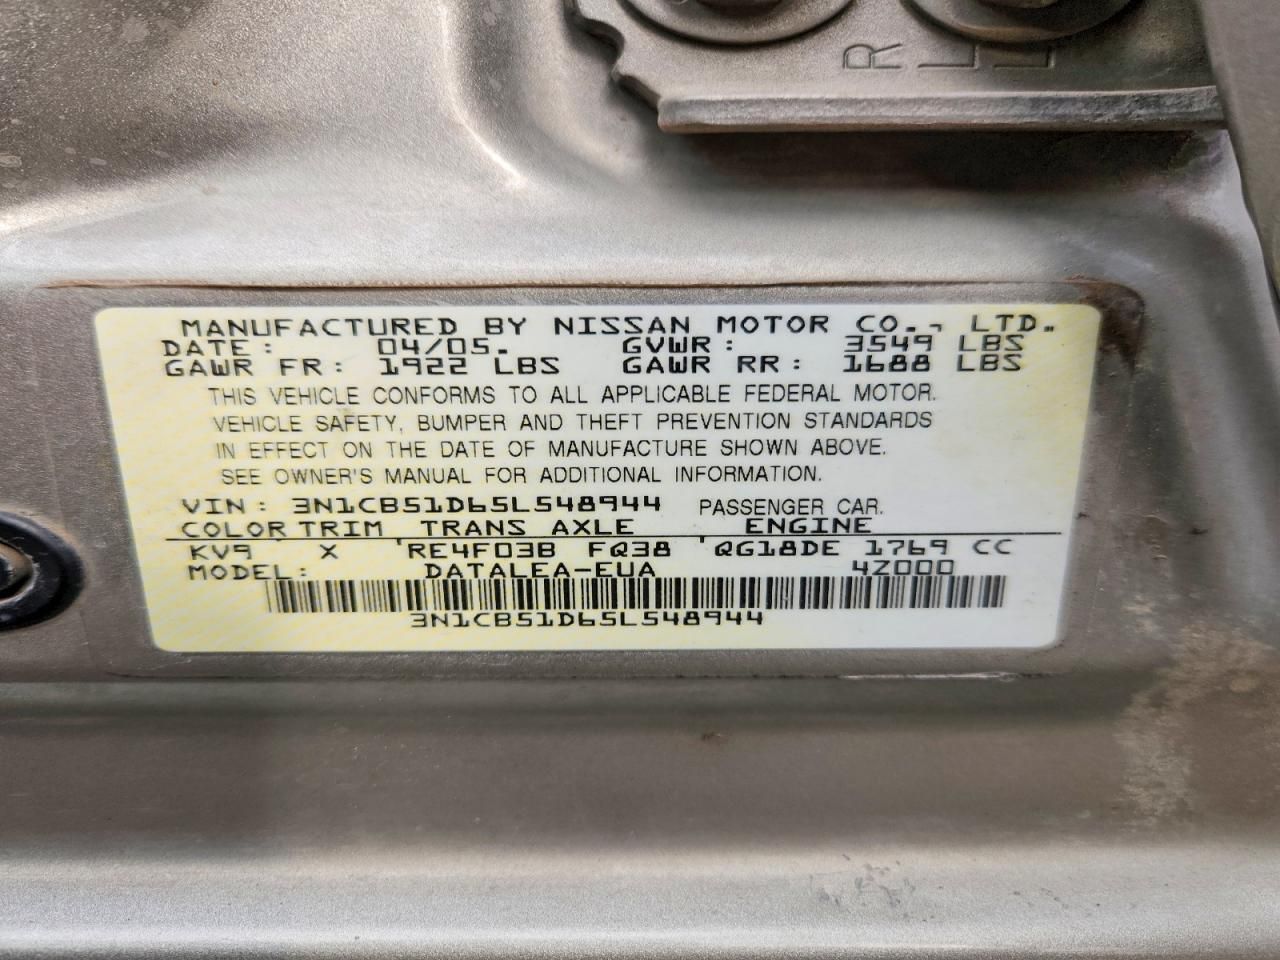 R L L
MANUFACTURED BY NISSAN MOTOR CO., LTD.
DATE: 04/05. GVWR: 3549 LBS
GAWR FR: 1922 LBS GAWR RR: 1688 LBS
THIS VEHICLE CONFORMS TO ALL APPLICABLE FEDERAL MOTOR.
VEHICLE SAFETY, BUMPER AND THEFT PREVENTION STANDARDS
IN EFFECT ON THE DATE OF MANUFACTURE SHOWN ABOVE.
SEE OWNER'S MANUAL FOR ADDITIONAL INFORMATION.
VIN: 3N1CB51D65L548944 PASSENGER CAR.
COLOR TRIM TRANS AXLE ENGINE
KV9 X 'RE4F03B FQ38 'QG18DE 1769 CC
MODEL: DATALEA-EUA 4Z000
3N1CB51D65L548944